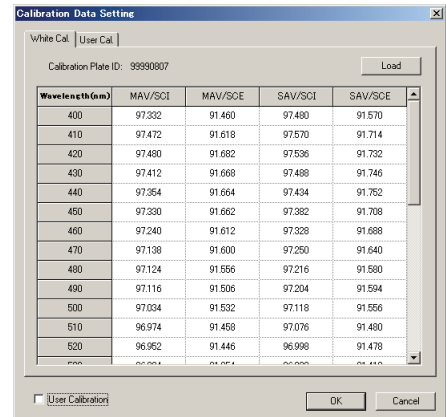 Calibration Data Setting
White Cal. User Cal.
Calibration Plate ID: 99990807 Load
Wavelength(nm) MAV/SCI MAV/SCE SAV/SCI SAV/SCE
400 97.332 91.460 97.480 91.570
410 97.472 91.618 97.570 91.714
420 97.480 91.682 97.536 91.732
430 97.412 91.668 97.488 91.746
440 97.354 91.664 97.434 91.752
450 97.330 91.662 97.382 91.708
460 97.240 91.612 97.328 91.688
470 97.138 91.600 97.250 91.640
480 97.124 91.556 97.216 91.580
490 97.116 91.506 97.204 91.594
500 97.034 91.532 97.118 91.556
510 96.974 91.458 97.076 91.480
520 96.952 91.446 96.998 91.478
User Calibration OK Cancel